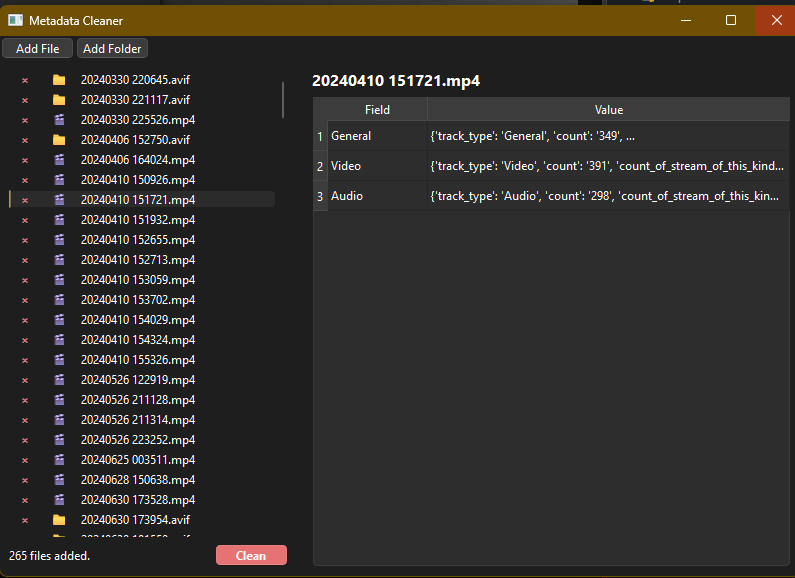 Metadata Cleaner
Add File Add Folder
20240330 220645.avif
20240330 221117.avif
20240330 225526.mp4
20240406 152750.avif
20240406 164024.mp4
20240410 150926.mp4
20240410 151721.mp4
20240410 151932.mp4
20240410 152655.mp4
20240410 152713.mp4
20240410 153059.mp4
20240410 153702.mp4
20240410 154029.mp4
20240410 154324.mp4
20240410 155326.mp4
20240526 122919.mp4
20240526 211128.mp4
20240526 211314.mp4
20240526 223252.mp4
20240625 003511.mp4
20240628 150638.mp4
20240630 173528.mp4
20240630 173954.avif
265 files added. Clean
20240410 151721.mp4
Field Value
1 General {'track_type': 'General', 'count': '349', ...
2 Video {'track_type': 'Video', 'count': '391', 'count_of_stream_of_this_kind...
3 Audio {'track_type': 'Audio', 'count': '298', 'count_of_stream_of_this_kin...